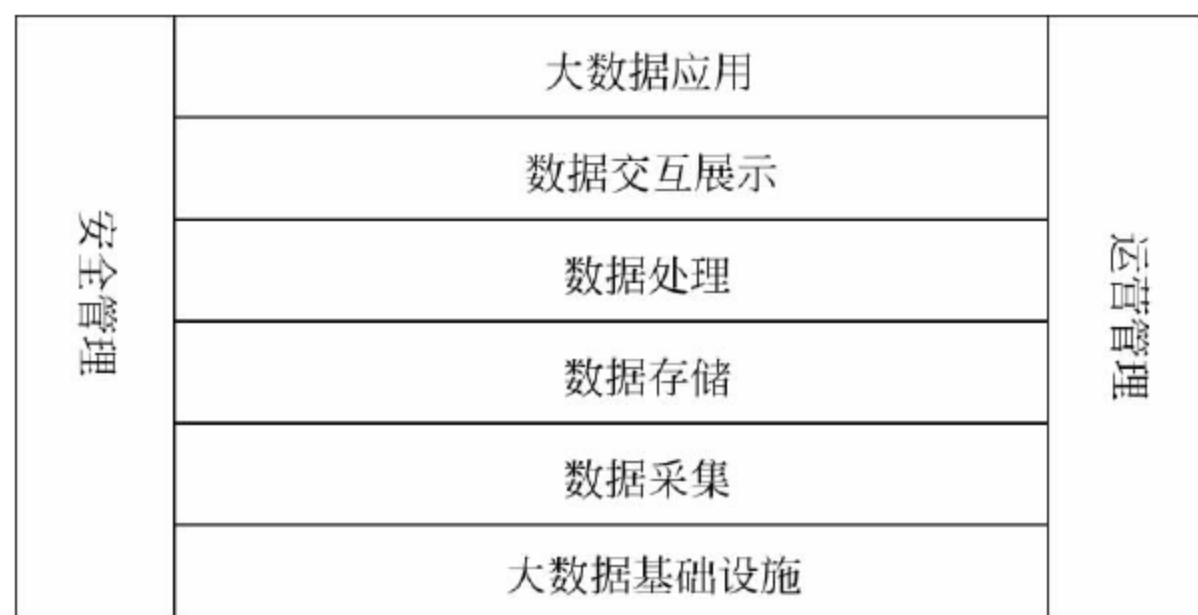 安全管理
大数据应用
数据交互展示
数据处理
数据存储
数据采集
大数据基础设施
运营管理